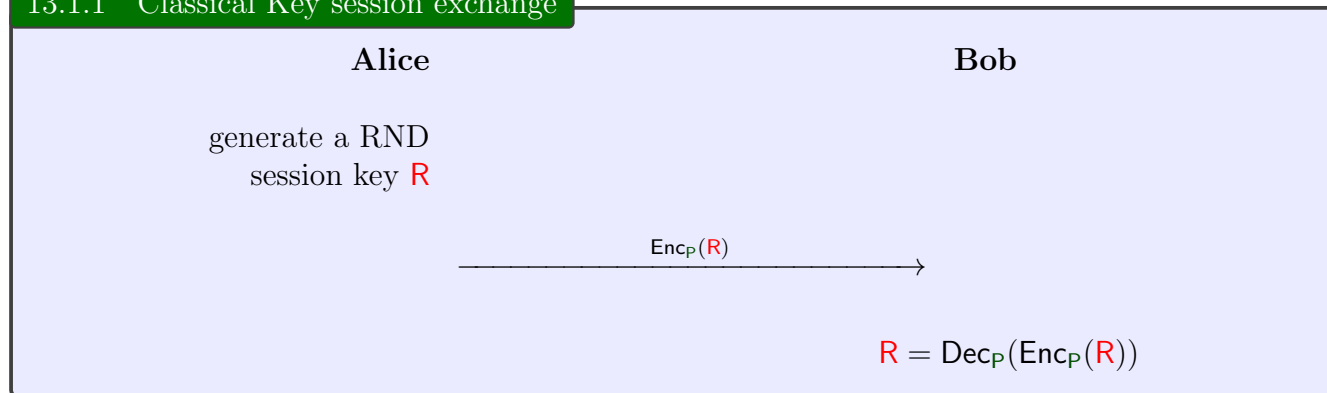 13.1.1 Classical Key session exchange
Alice Bob
generate a RND
session key R
Enc_P(R)
R = Dec_P(Enc_P(R))